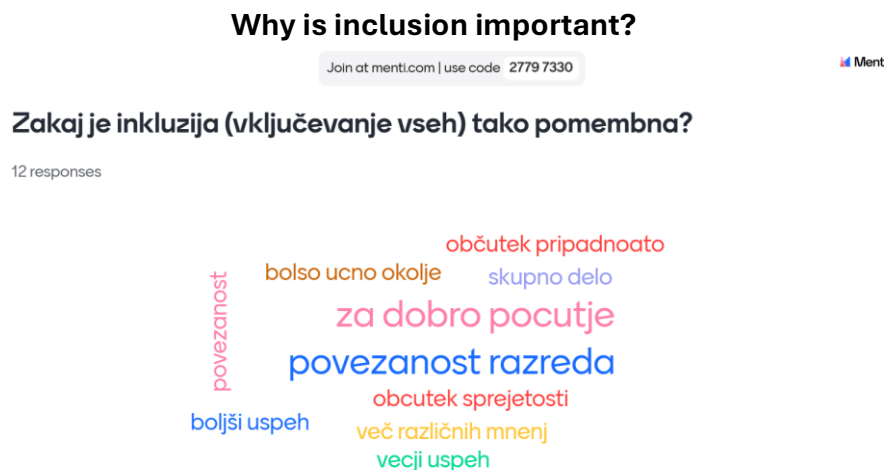 Why is inclusion important?
Join at menti.com | use code 2779 7330
Ment
Zakaj je inkluzija (vključevanje vseh) tako pomembna?
12 responses
občutek pripadnoato
bolso ucno okolje
skupno delo
povezanost
za dobro pocutje
povezanost razreda
obcutek sprejetosti
boljši uspeh
več različnih mnenj
vecji uspeh